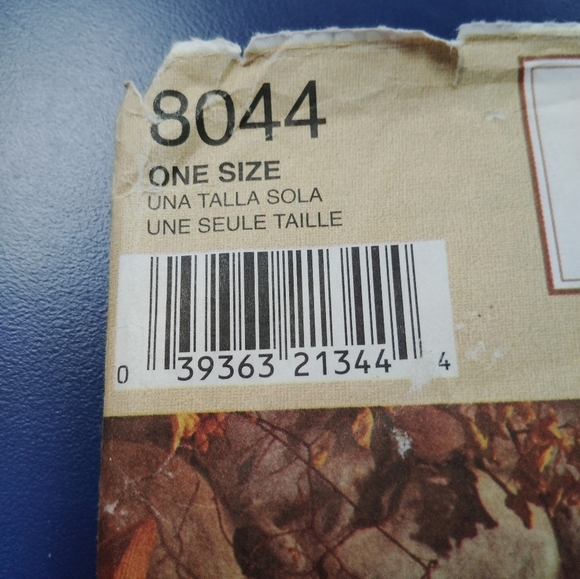 8044
ONE SIZE
UNA TALLA SOLA
UNE SEULE TAILLE
0 39363 21344 4